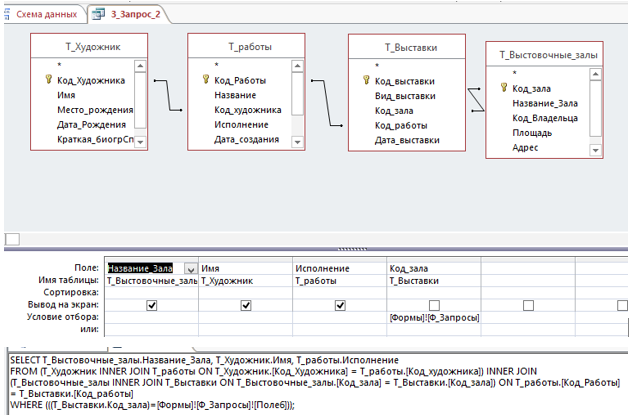 Схема данных
3_Запрос_2
Т_Художник
*
Код_Художника
Имя
Место_рождения
Дата_Рождения
Краткая_биогрСп
Т_работы
*
Код_Работы
Название
Код_художника
Исполнение
Дата_создания
Т_Выставки
*
Код_выставки
Вид_выставки
Код_зала
Код_работы
Дата_выставки
Т_Выстовочные_залы
*
Код_зала
Название_Зала
Код_Владельца
Площадь
Адрес
Поле: Название_Зала Имя Исполнение Код_зала
Имя таблицы: Т_Выстовочные_залы Т_Художник Т_работы Т_Выставки
Сортировка:
Вывод на экран:
Условие отбора: [Формы]![Ф_Запросы]
или:
SELECT Т_Выстовочные_залы.Название_Зала, Т_Художник.Имя, Т_работы.Исполнение
FROM (Т_Художник INNER JOIN Т_работы ON Т_Художник.[Код_Художника] = Т_работы.[Код_художника]) INNER JOIN
(Т_Выстовочные_залы INNER JOIN Т_Выставки ON Т_Выстовочные_залы.[Код_зала] = Т_Выставки.[Код_зала]) ON Т_работы.[Код_Работы]
= Т_Выставки.[Код_работы]
WHERE (((Т_Выставки.Код_зала)=[Формы]![Ф_Запросы]![Поле6]));